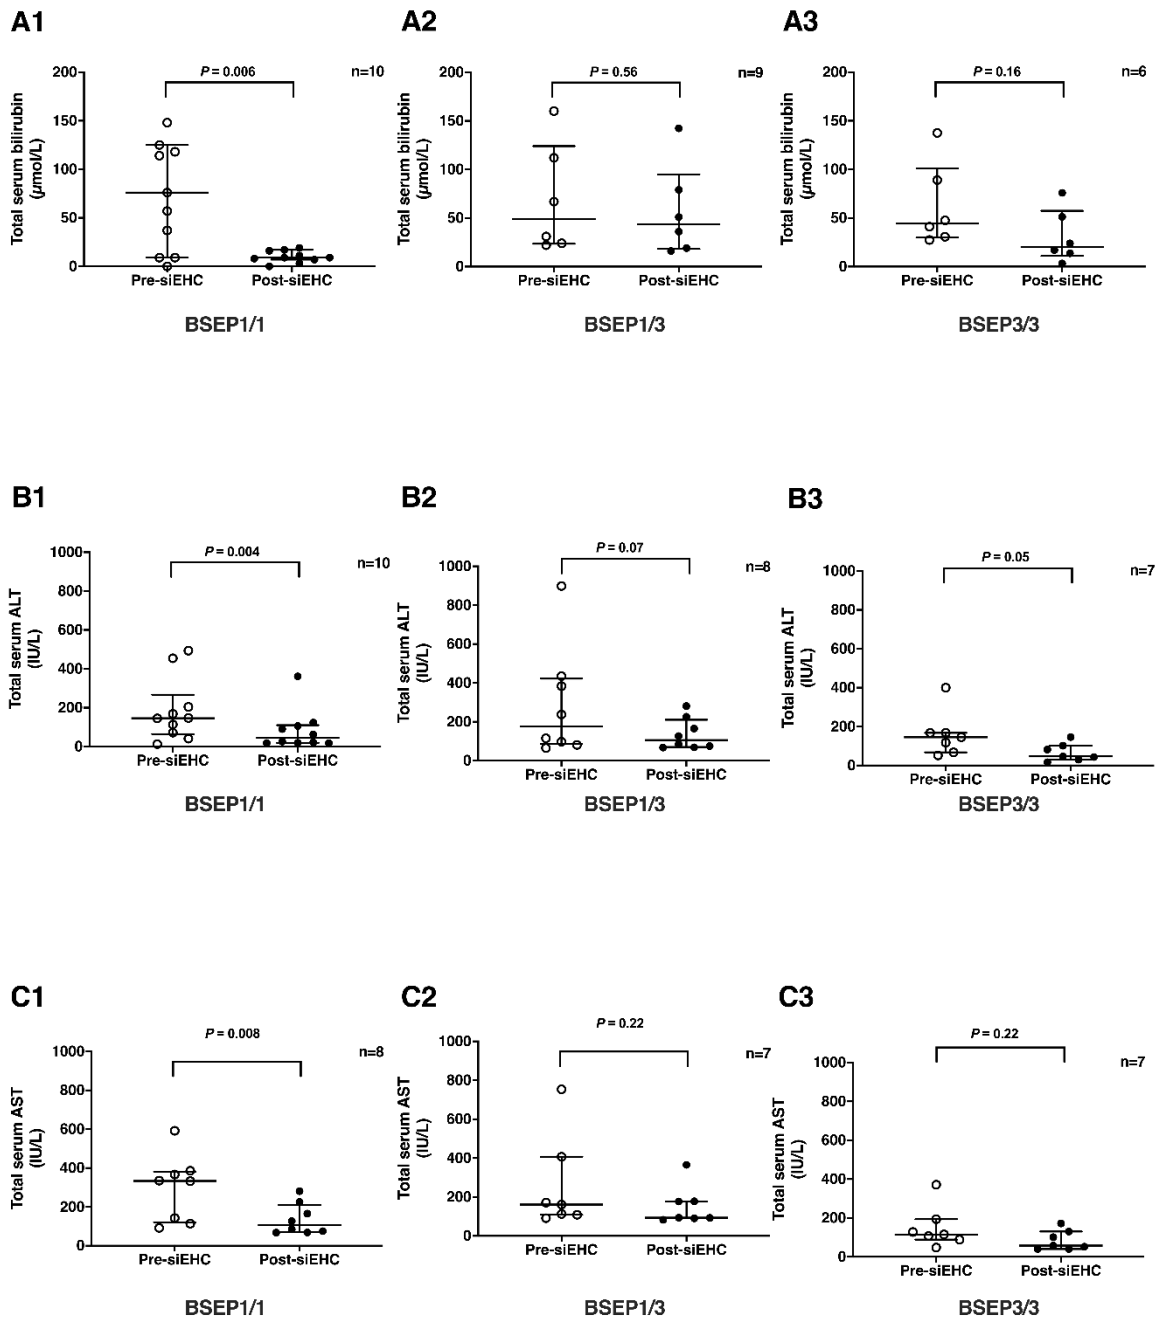 A1
A2
A3
P = 0.006
n=10
P = 0.56
n=9
P = 0.16
n=6
Total serum bilirubin
(µmol/L)
200
150
100
50
0
Pre-siEHC
Post-siEHC
BSEP1/1
Total serum bilirubin
(µmol/L)
200
150
100
50
0
Pre-siEHC
Post-siEHC
BSEP1/3
Total serum bilirubin
(µmol/L)
200
150
100
50
0
Pre-siEHC
Post-siEHC
BSEP3/3
B1
B2
B3
P = 0.004
n=10
P = 0.07
n=8
P = 0.05
n=7
Total serum ALT
(IU/L)
1000
800
600
400
200
0
Pre-siEHC
Post-siEHC
BSEP1/1
Total serum ALT
(IU/L)
1000
800
600
400
200
0
Pre-siEHC
Post-siEHC
BSEP1/3
Total serum ALT
(IU/L)
1000
800
600
400
200
0
Pre-siEHC
Post-siEHC
BSEP3/3
C1
C2
C3
P = 0.008
n=8
P = 0.22
n=7
P = 0.22
n=7
Total serum AST
(IU/L)
1000
800
600
400
200
0
Pre-siEHC
Post-siEHC
BSEP1/1
Total serum AST
(IU/L)
1000
800
600
400
200
0
Pre-siEHC
Post-siEHC
BSEP1/3
Total serum AST
(IU/L)
1000
800
600
400
200
0
Pre-siEHC
Post-siEHC
BSEP3/3